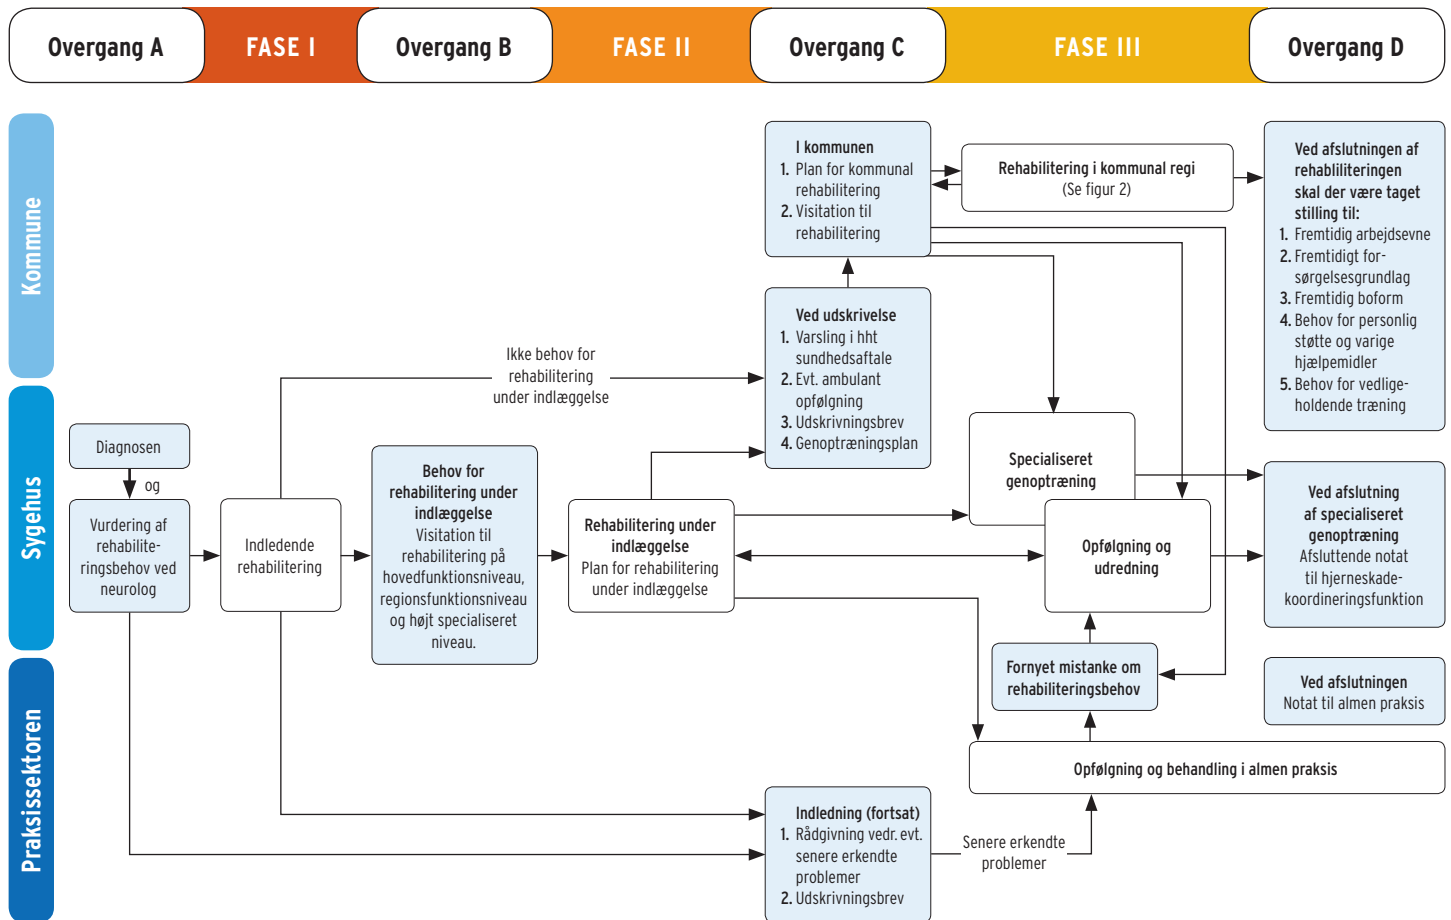 Overgang A
FASE I
Overgang B
FASE II
Overgang C
FASE III
Overgang D
Kommune
Sygehus
Praksissektoren
I kommunen
1. Plan for kommunal
rehabilitering
2. Visitation til
rehabilitering
Rehabilitering i kommunal regi
(Se figur 2)
Ved afslutningen af
rehabliliteringen
skal der være taget
stilling til:
1. Fremtidig arbejdsevne
2. Fremtidigt for-
sørgelsesgrundlag
3. Fremtidig boform
4. Behov for personlig
støtte og varige
hjælpemidler
5. Behov for vedlige-
holdende træning
Ved udskrivelse
1. Varsling i hht
sundhedsaftale
2. Evt. ambulant
opfølgning
3. Udskrivningsbrev
4. Genoptræningsplan
Ikke behov for
rehabilitering
under indlæggelse
Diagnosen
og
Vurdering af
rehabilite-
ringsbehov ved
neurolog
Indledende
rehabilitering
Behov for
rehabilitering under
indlæggelse
Visitation til
rehabilitering på
hovedfunktionsniveau,
regionsfunktionsniveau
og højt specialiseret
niveau.
Rehabilitering under
indlæggelse
Plan for rehabilitering
under indlæggelse
Specialiseret
genoptræning
Opfølgning og
udredning
Ved afslutning
af specialiseret
genoptræning
Afsluttende notat
til hjerneskade-
koordineringsfunktion
Fornyet mistanke om
rehabiliteringsbehov
Ved afslutningen
Notat til almen praksis
Opfølgning og behandling i almen praksis
Indledning (fortsat)
1. Rådgivning vedr. evt.
senere erkendte
problemer
2. Udskrivningsbrev
Senere erkendte
problemer